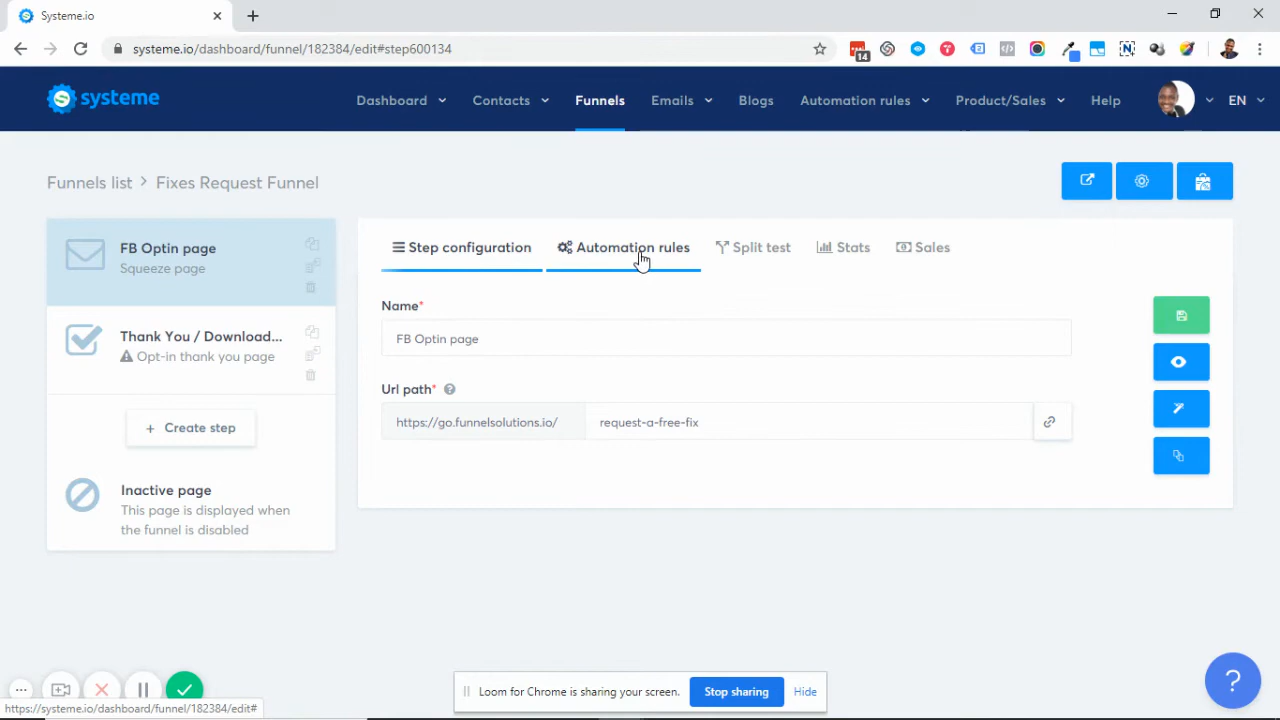 Systeme.io
systeme.io/dashboard/funnel/182384/edit#step600134
14
systeme
Dashboard
Contacts
Funnels
Emails
Blogs
Automation rules
Product/Sales
Help
EN
Funnels list > Fixes Request Funnel
FB Optin page
Squeeze page
Thank You / Download...
Opt-in thank you page
+ Create step
Inactive page
This page is displayed when
the funnel is disabled
Step configuration
Automation rules
Split test
Stats
Sales
Name*
FB Optin page
Url path* ?
https://go.funnelsolutions.io/
request-a-free-fix
Loom for Chrome is sharing your screen.
Stop sharing
Hide
?
https://systeme.io/dashboard/funnel/182384/edit#